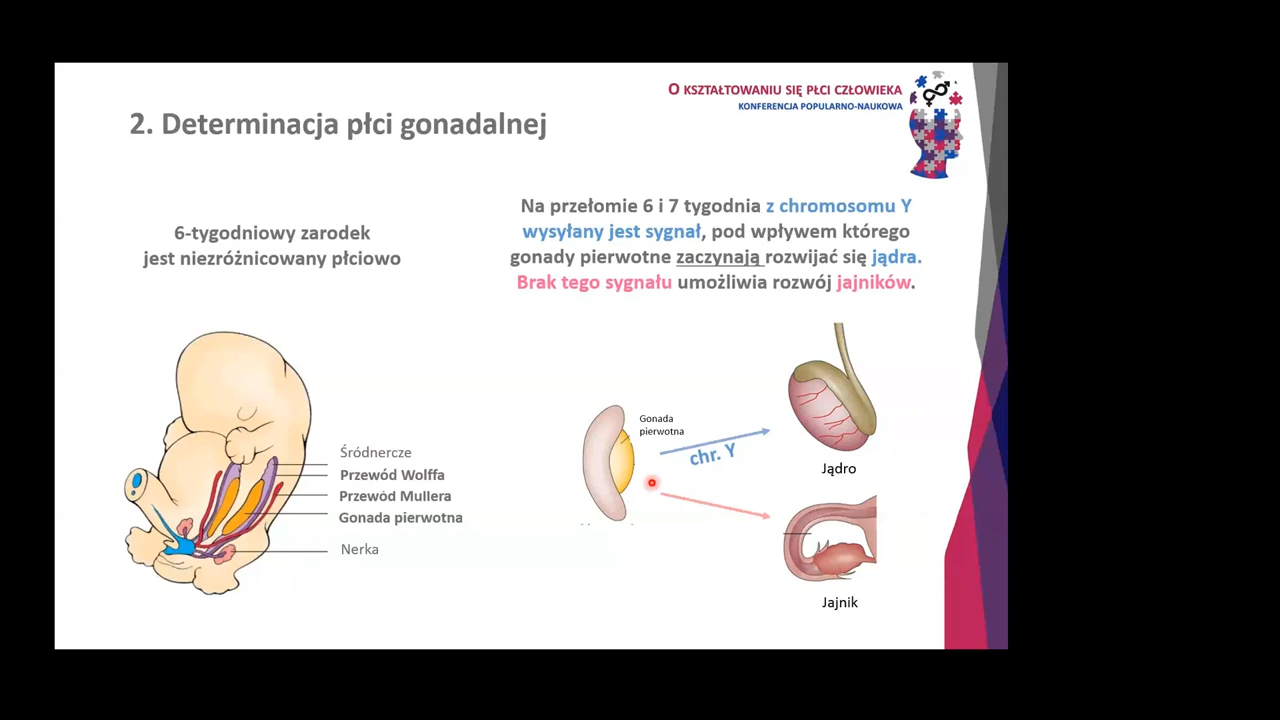 O KSZTAŁTOWANIU SIĘ PŁCI CZŁOWIEKA
KONFERENCJA POPULARNO-NAUKOWA
2. Determinacja płci gonadalnej
6-tygodniowy zarodek
jest niezróżnicowany płciowo
Na przełomie 6 i 7 tygodnia z chromosomu Y
wysyłany jest sygnał, pod wpływem którego
gonady pierwotne zaczynają rozwijać się jądra.
Brak tego sygnału umożliwia rozwój jajników.
Śródnercze
Przewód Wolffa
Przewód Mullera
Gonada pierwotna
Nerka
Gonada
pierwotna
chr. Y
Jądro
Jajnik